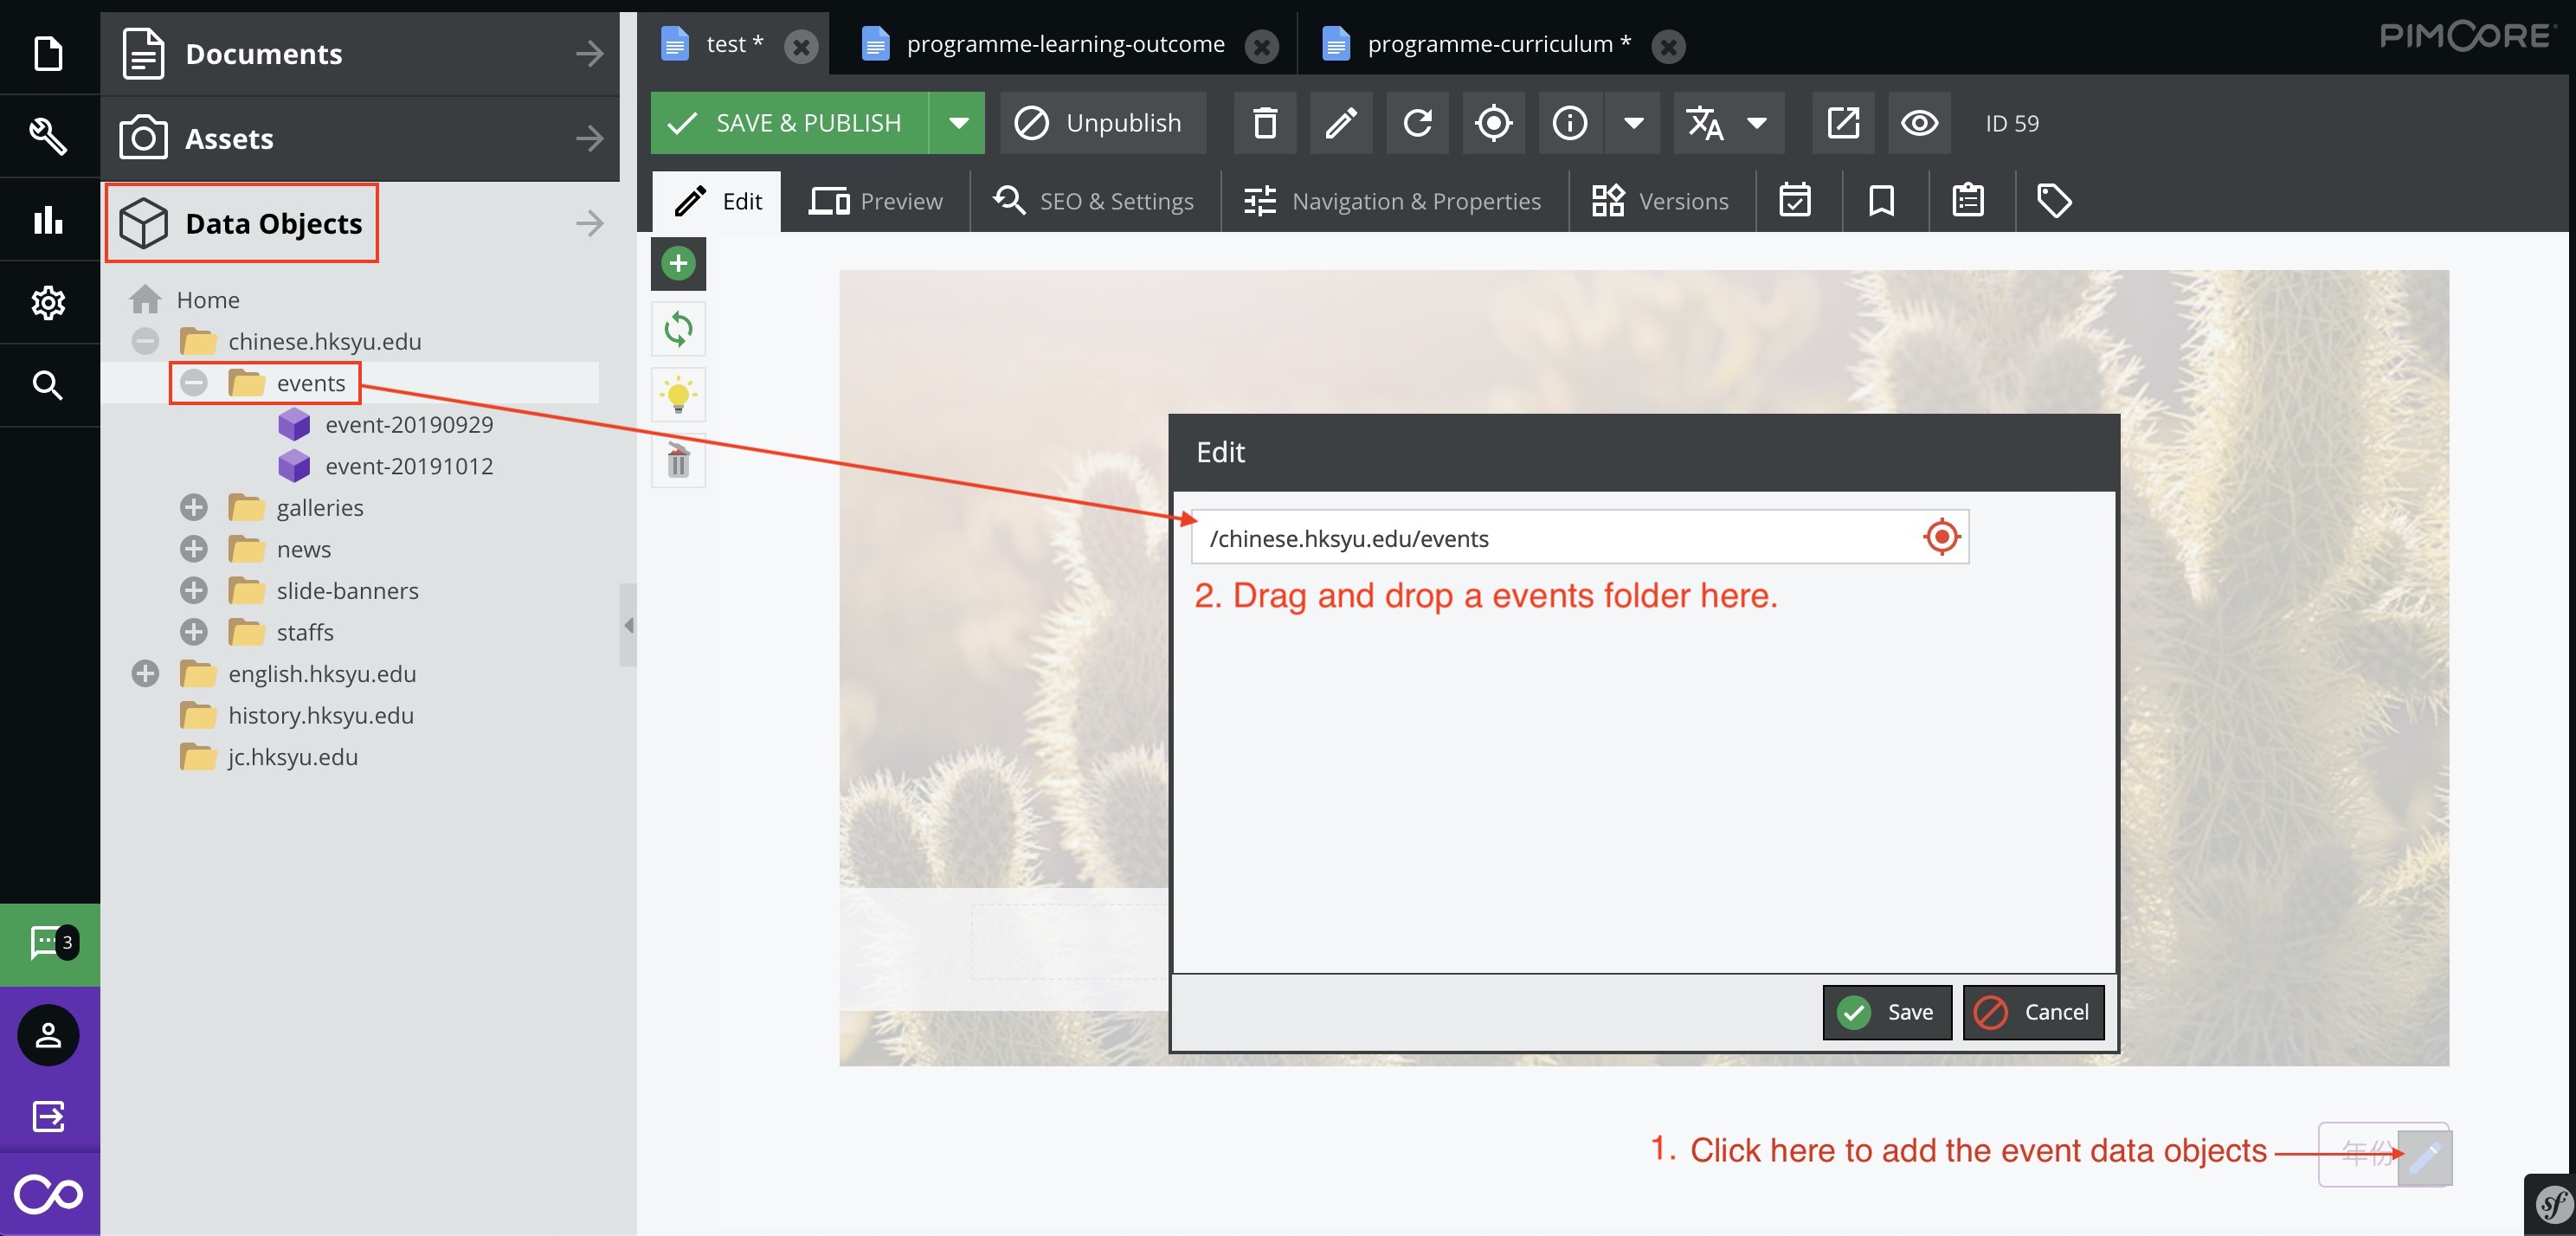 Documents
Assets
Data Objects
Home
chinese.hksyu.edu
events
event-20190929
event-20191012
galleries
news
slide-banners
staffs
english.hksyu.edu
history.hksyu.edu
jc.hksyu.edu
3
test *
programme-learning-outcome
programme-curriculum *
PIMCORE
SAVE & PUBLISH
Unpublish
ID 59
Edit
Preview
SEO & Settings
Navigation & Properties
Versions
Edit
/chinese.hksyu.edu/events
2. Drag and drop a events folder here.
Save
Cancel
1. Click here to add the event data objects
年份
sf